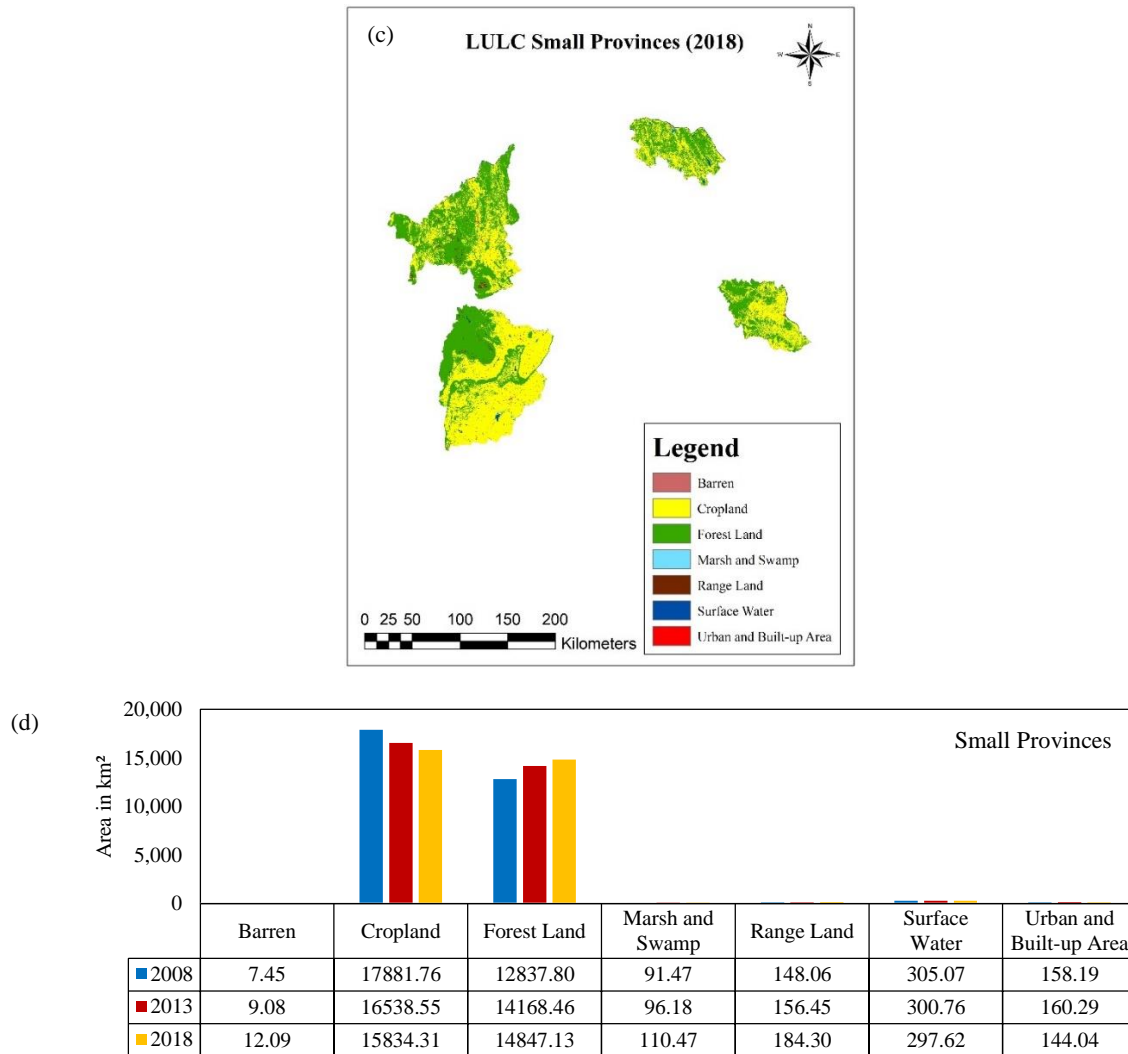 (c)
LULC Small Provinces (2018)
N
W
E
S
Legend
Barren
Cropland
Forest Land
Marsh and Swamp
Range Land
Surface Water
Urban and Built-up Area
0 25 50 100 150 200
Kilometers
(d)
Small Provinces
Area in km²
20,000
15,000
10,000
5,000
0
Barren Cropland Forest Land Marsh and Swamp Range Land Surface Water Urban and Built-up Area
2008 7.45 17881.76 12837.80 91.47 148.06 305.07 158.19
2013 9.08 16538.55 14168.46 96.18 156.45 300.76 160.29
2018 12.09 15834.31 14847.13 110.47 184.30 297.62 144.04